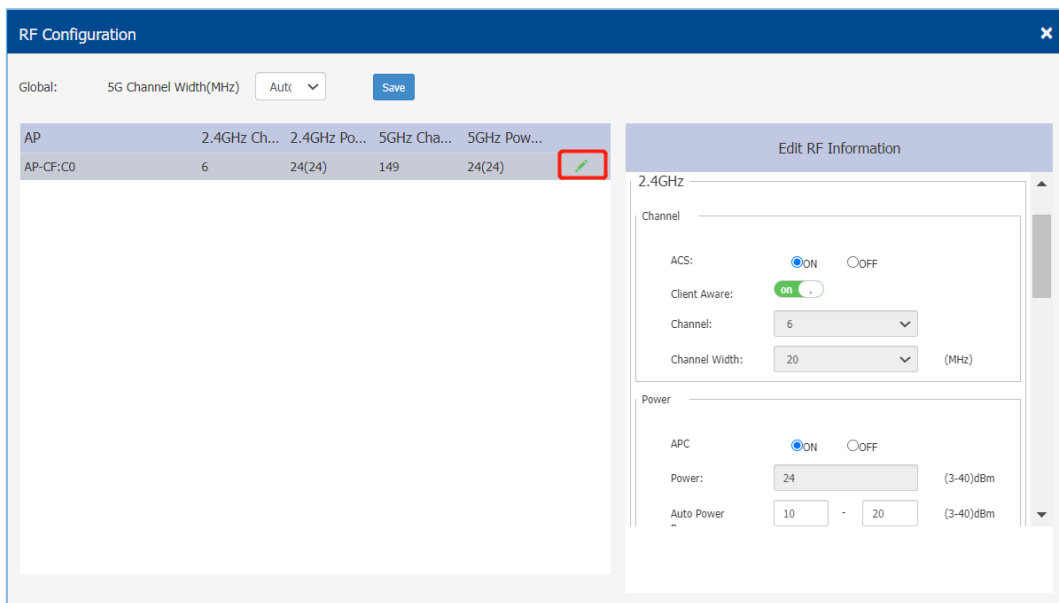 RF Configuration
Global: 5G Channel Width(MHz) Autc Save
AP 2.4GHz Ch... 2.4GHz Po... 5GHz Cha... 5GHz Pow...
AP-CF:C0 6 24(24) 149 24(24)
Edit RF Information
2.4GHz
Channel
ACS: ON OFF
Client Aware: on .
Channel: 6
Channel Width: 20 (MHz)
Power
APC ON OFF
Power: 24 (3-40)dBm
Auto Power 10 - 20 (3-40)dBm